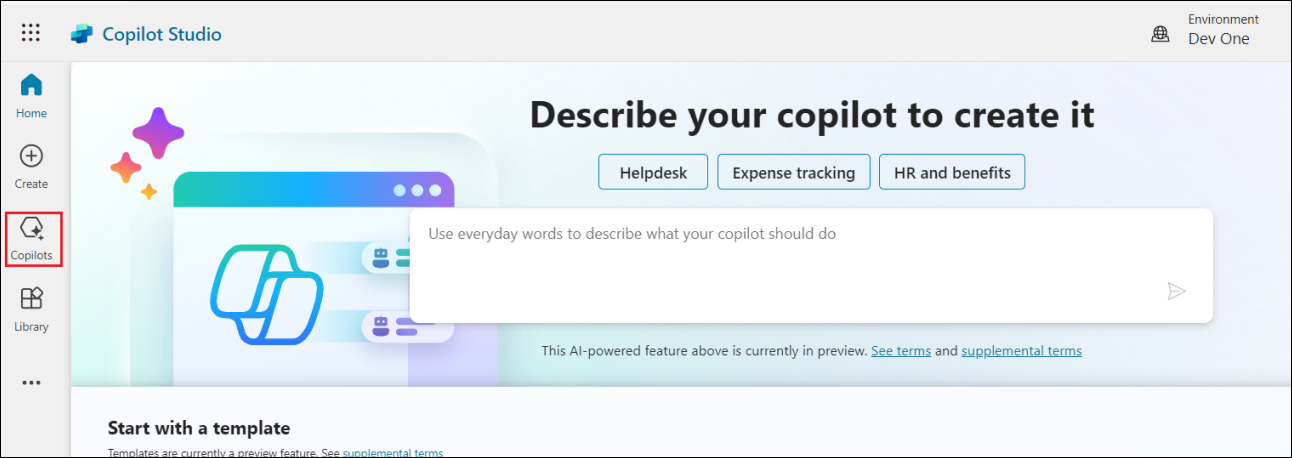 Copilot Studio
Environment
Dev One
Home
Create
Copilots
Library
Describe your copilot to create it
Helpdesk
Expense tracking
HR and benefits
Use everyday words to describe what your copilot should do
This AI-powered feature above is currently in preview. See terms and supplemental terms
Start with a template
Templates are currently a preview feature. See supplemental terms